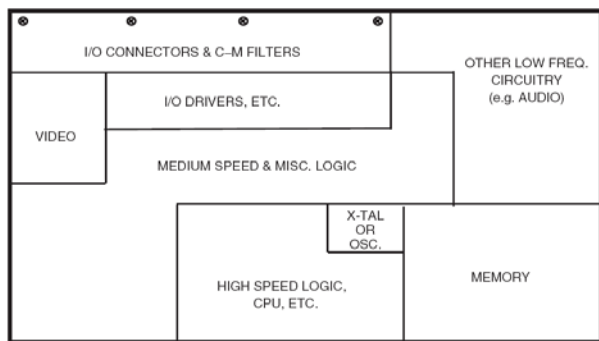 I/O CONNECTORS & C–M FILTERS
OTHER LOW FREQ.
CIRCUITRY
(e.g. AUDIO)
I/O DRIVERS, ETC.
VIDEO
MEDIUM SPEED & MISC. LOGIC
X-TAL
OR
OSC.
MEMORY
HIGH SPEED LOGIC,
CPU, ETC.